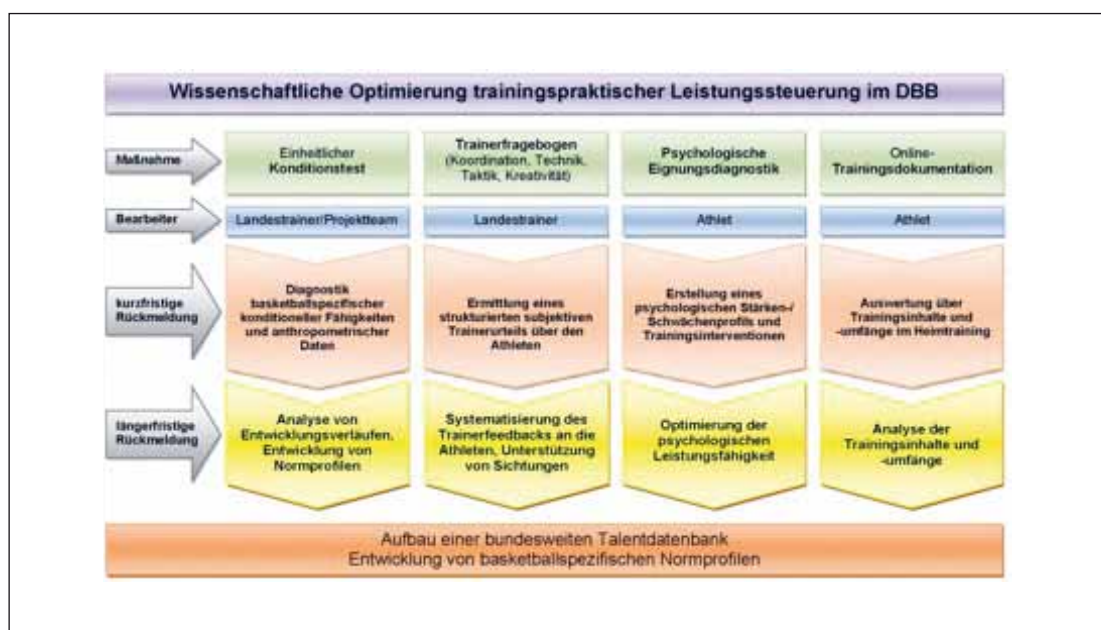 Wissenschaftliche Optimierung trainingspraktischer Leistungssteuerung im DBB
Maßnahme
Einheitlicher
Konditionstest
Trainerfragebogen
(Koordination, Technik,
Taktik, Kreativität)
Psychologische
Eignungsdiagnostik
Online-
Trainingsdokumentation
Bearbeiter
Landestrainer/Projektteam
Landestrainer
Athlet
Athlet
kurzfristige
Rückmeldung
Diagnostik
basketballspezifischer
konditioneller Fähigkeiten
und anthropometrischer
Daten
Ermittlung eines
strukturierten subjektiven
Trainerurteils über den
Athleten
Erstellung eines
psychologischen Stärken-/
Schwächenprofils und
Trainingsinterventionen
Auswertung über
Trainingsinhalte und
-umfänge im Heimtraining
längerfristige
Rückmeldung
Analyse von
Entwicklungsverläufen,
Entwicklung von
Normprofilen
Systematisierung des
Trainerfeedbacks an die
Athleten, Unterstützung
von Sichtungen
Optimierung der
psychologischen
Leistungsfähigkeit
Analyse der
Trainingsinhalte und
-umfänge
Aufbau einer bundesweiten Talentdatenbank
Entwicklung von basketballspezifischen Normprofilen